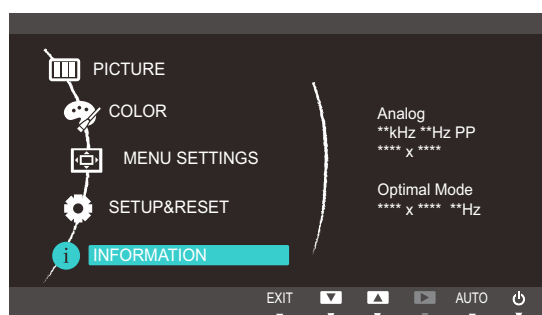 PICTURE
COLOR
MENU SETTINGS
SETUP&RESET
i INFORMATION
Analog
**kHz **Hz PP
**** x ****
Optimal Mode
**** x **** **Hz
EXIT AUTO